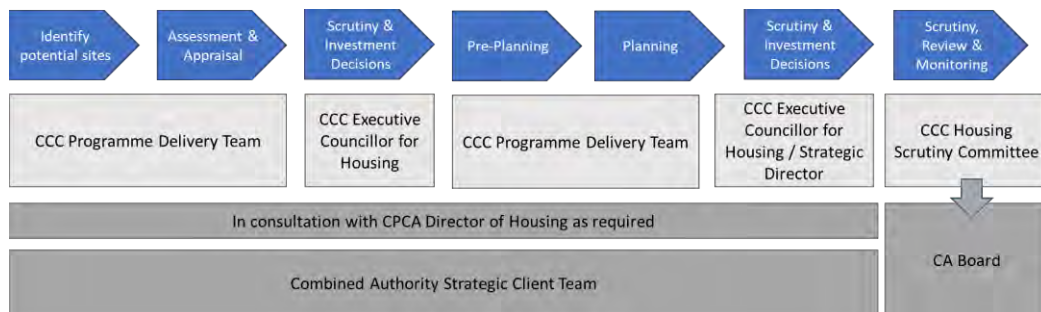 Identify
potential sites
Assessment &
Appraisal
Scrutiny &
Investment
Decisions
Pre-Planning
Planning
Scrutiny &
Investment
Decisions
Scrutiny,
Review &
Monitoring
CCC Programme Delivery Team
CCC Executive
Councillor for
Housing
CCC Programme Delivery Team
CCC Executive
Councillor for
Housing / Strategic
Director
CCC Housing
Scrutiny Committee
In consultation with CPCA Director of Housing as required
CA Board
Combined Authority Strategic Client Team